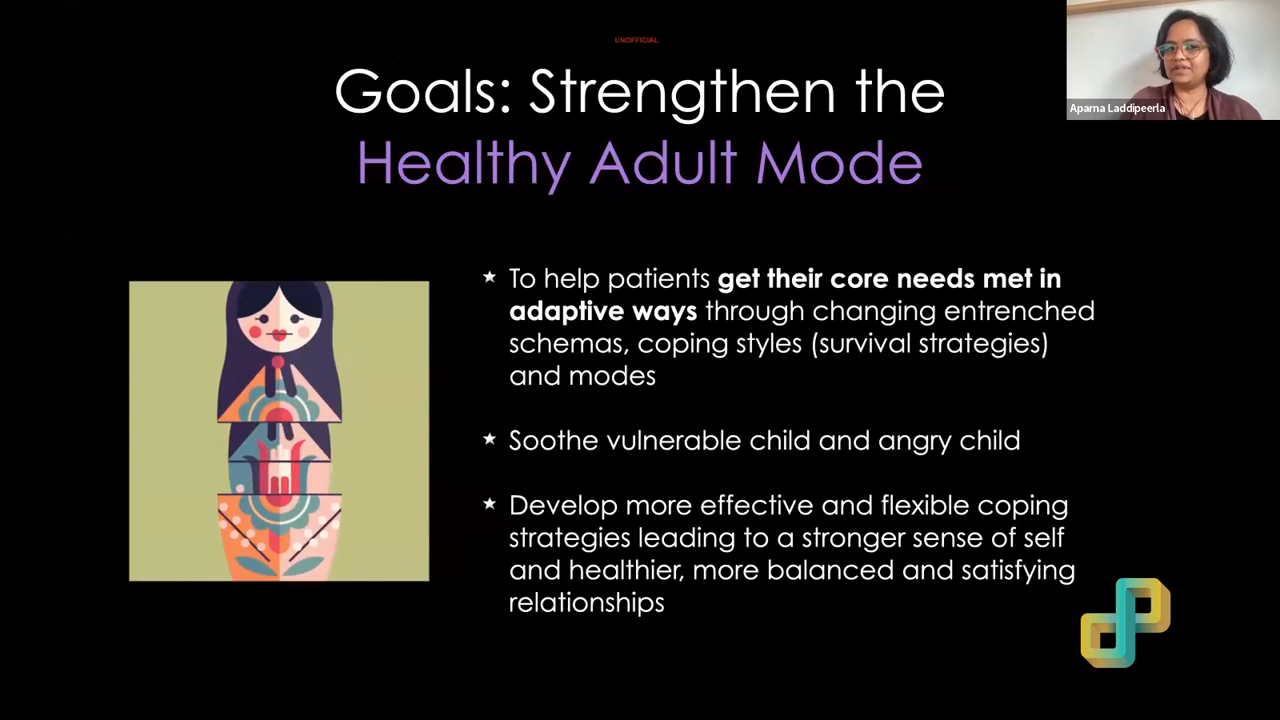 UNOFFICIAL
Goals: Strengthen the
Healthy Adult Mode
Aparna Laddipeerla
★ To help patients get their core needs met in
adaptive ways through changing entrenched
schemas, coping styles (survival strategies)
and modes
★ Soothe vulnerable child and angry child
★ Develop more effective and flexible coping
strategies leading to a stronger sense of self
and healthier, more balanced and satisfying
relationships